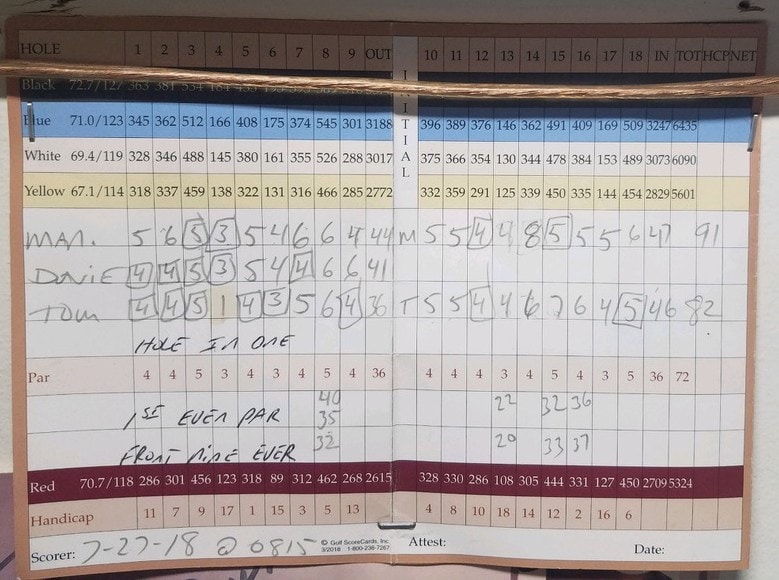 HOLE 1 2 3 4 5 6 7 8 9 OUT INITIAL 10 11 12 13 14 15 16 17 18 IN TOT HCP NET
Black 72.7/127 363 381 534 184
Blue 71.0/123 345 362 512 166 408 175 374 545 301 3188 396 389 376 146 362 491 409 169 509 3247 6435
White 69.4/119 328 346 488 145 380 161 355 526 288 3017 375 366 354 130 344 478 384 153 489 3073 6090
Yellow 67.1/114 318 337 459 138 322 131 316 466 285 2772 332 359 291 125 339 450 335 144 454 2829 5601
MAN. 5 6 5 3 5 4 6 6 4 44 M 5 5 4 4 8 5 5 5 6 47 91
4 4 5 3 5 4 4 6 6 41
TOM 4 4 5 1 4 3 5 6 4 36 T 5 5 4 4 6 7 6 4 5 46 82
HOLE IN ONE
Par 4 4 5 3 4 3 4 5 4 36 4 4 4 3 4 5 4 3 5 36 72
40 22 32 36
1ST EVER PAR 35
FRONT NINE EVER 32 20 33 37
Red 70.7/118 286 301 456 123 318 89 312 462 268 2615 328 330 286 108 305 444 331 127 450 2709 5324
Handicap 11 7 9 17 1 15 3 5 13 4 8 10 18 14 12 2 16 6
Scorer: 7-27-18 @ 0815 © Golf ScoreCards, Inc. Attest: Date:
3/2018 1-800-238-7267